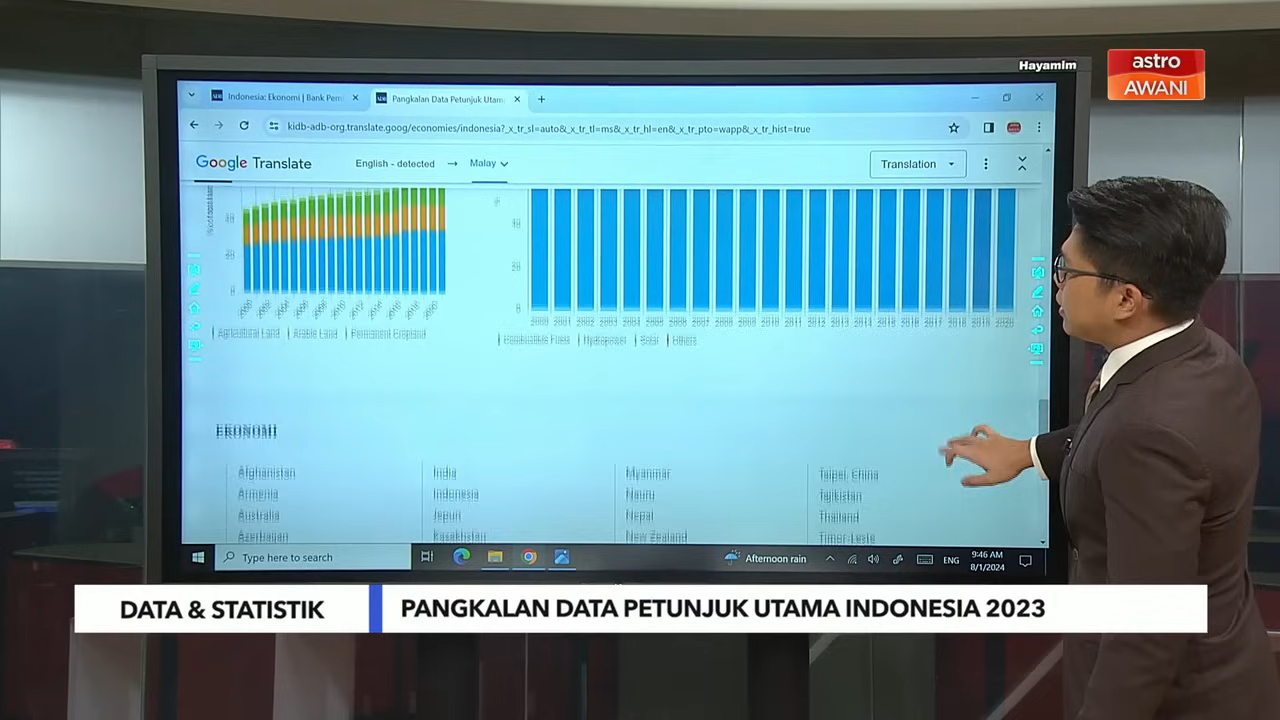 Hayamim
astro
AWANI
Indonesia: Ekonomi | Bank Pem
Pangkalan Data Petunjuk Utam
kidb-adb-org.translate.goog/economies/indonesia?_x_tr_sl=auto&_x_tr_tl=ms&_x_tr_hl=en&_x_tr_pto=wapp&_x_tr_hist=true
Google Translate
English - detected → Malay
Translation
2000 2001 2002 2003 2004 2005 2006 2007 2008 2009 2010 2011 2012 2013 2014 2015 2016 2017 2018 2019 2020
Agricultural Land Arable Land Permanent Cropland
Combustible Fuels Hydropower Solar Others
EKONOMI
Afghanistan India Myanmar Taipei, China
Armenia Indonesia Nauru Tajikistan
Australia Jepun Nepal Thailand
Azerbaijan Kazakhstan New Zealand Timor-Leste
Type here to search
Afternoon rain
ENG
9:46 AM
8/1/2024
DATA & STATISTIK
PANGKALAN DATA PETUNJUK UTAMA INDONESIA 2023